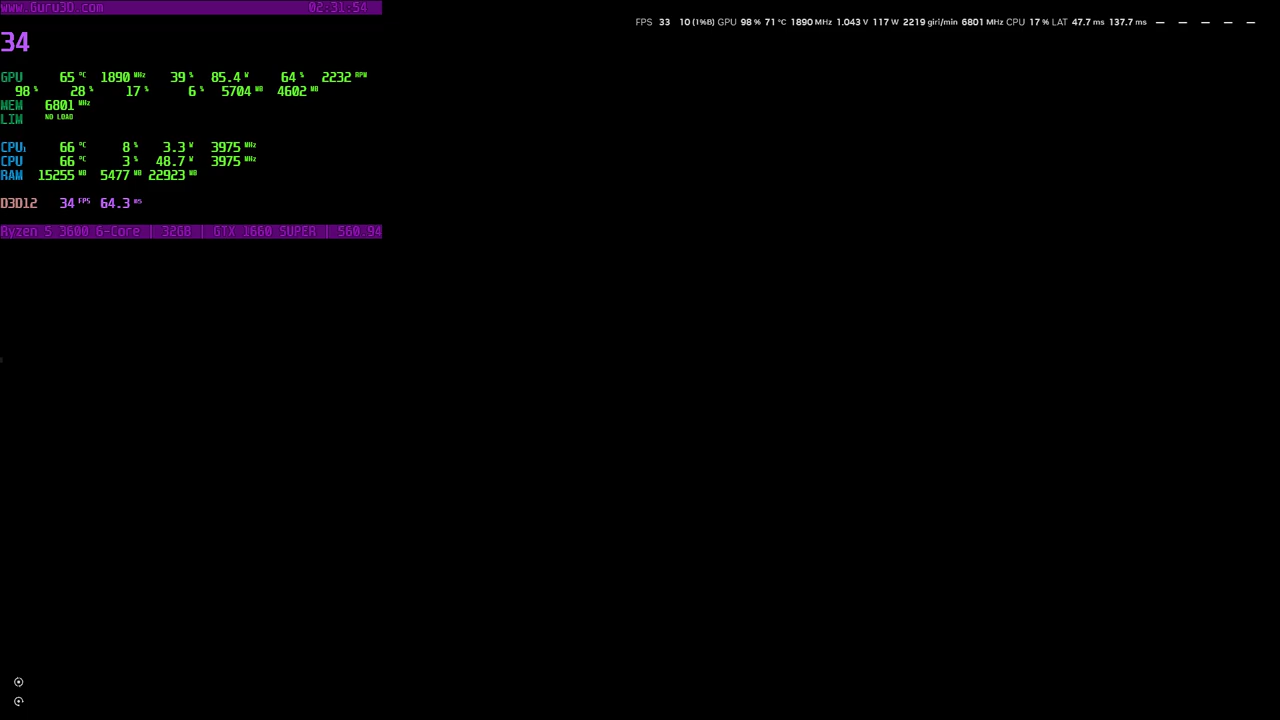 www.Guru3D.com 02:31:54
FPS 33 10 (1%B) GPU 98 % 71 °C 1890 MHz 1.043 V 117 W 2219 giri/min 6801 MHz CPU 17 % LAT 47.7 ms 137.7 ms — — — — —
34
GPU 65 °C 1890 MHz 39 % 85.4 W 64 % 2232 RPM
98 % 28 % 17 % 6 % 5704 MB 4602 MB
MEM 6801 MHz
LIM NO LOAD
CPU1 66 °C 8 % 3.3 W 3975 MHz
CPU 66 °C 3 % 48.7 W 3975 MHz
RAM 15255 MB 5477 MB 22923 MB
D3D12 34 FPS 64.3 ms
Ryzen 5 3600 6-Core | 32GB | GTX 1660 SUPER | 560.94